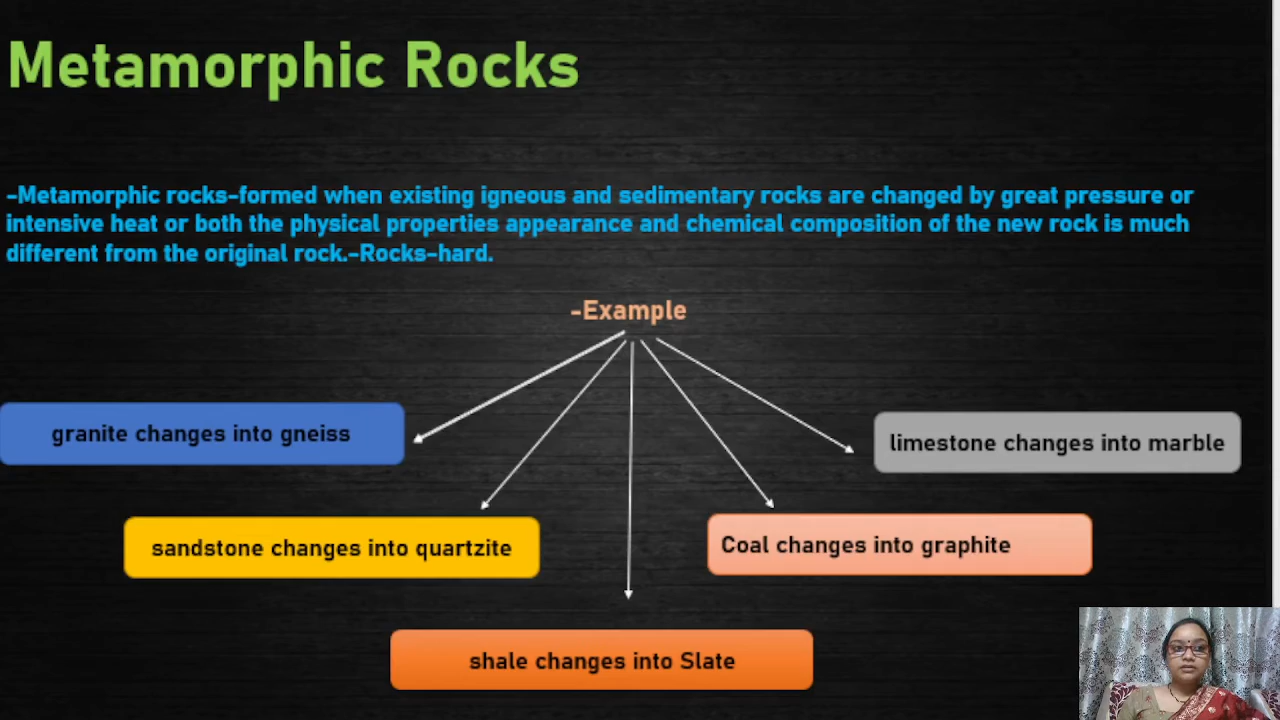 Metamorphic Rocks
-Metamorphic rocks-formed when existing igneous and sedimentary rocks are changed by great pressure or
intensive heat or both the physical properties appearance and chemical composition of the new rock is much
different from the original rock.-Rocks-hard.
-Example
granite changes into gneiss
limestone changes into marble
sandstone changes into quartzite
Coal changes into graphite
shale changes into Slate